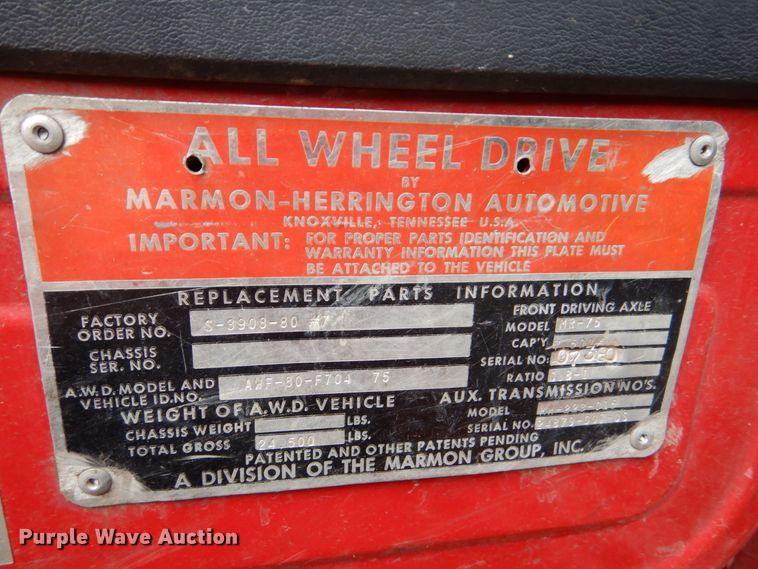 ALL WHEEL DRIVE
BY
MARMON-HERRINGTON AUTOMOTIVE
KNOXVILLE, TENNESSEE U.S.A.
IMPORTANT: FOR PROPER PARTS IDENTIFICATION AND
WARRANTY INFORMATION THIS PLATE MUST
BE ATTACHED TO THE VEHICLE
REPLACEMENT PARTS INFORMATION
FACTORY ORDER NO. S-3908-80
CHASSIS SER. NO.
A.W.D. MODEL AND VEHICLE ID. NO. AWF-80-F704 75
WEIGHT OF A.W.D. VEHICLE
CHASSIS WEIGHT LBS.
TOTAL GROSS 24,500 LBS.
FRONT DRIVING AXLE
MODEL MR-75
CAP'Y
SERIAL NO.
RATIO
AUX. TRANSMISSION NO'S.
MODEL
SERIAL NO.
PATENTED AND OTHER PATENTS PENDING
A DIVISION OF THE MARMON GROUP, INC.
Purple Wave Auction